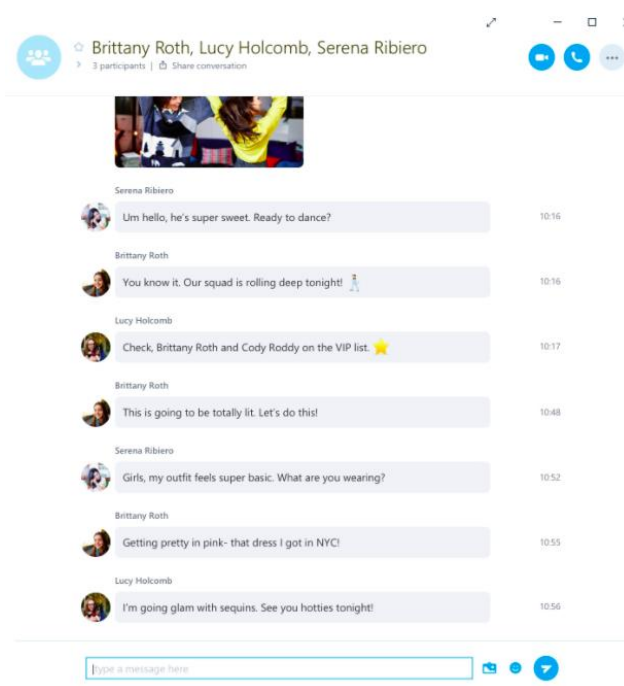 Brittany Roth, Lucy Holcomb, Serena Ribiero
3 participants | Share conversation
Serena Ribiero
Um hello, he's super sweet. Ready to dance?
10:16
Brittany Roth
You know it. Our squad is rolling deep tonight!
10:16
Lucy Holcomb
Check, Brittany Roth and Cody Roddy on the VIP list.
10:17
Brittany Roth
This is going to be totally lit. Let's do this!
10:48
Serena Ribiero
Girls, my outfit feels super basic. What are you wearing?
10:52
Brittany Roth
Getting pretty in pink- that dress I got in NYC!
10:55
Lucy Holcomb
I'm going glam with sequins. See you hotties tonight!
10:56
type a message here